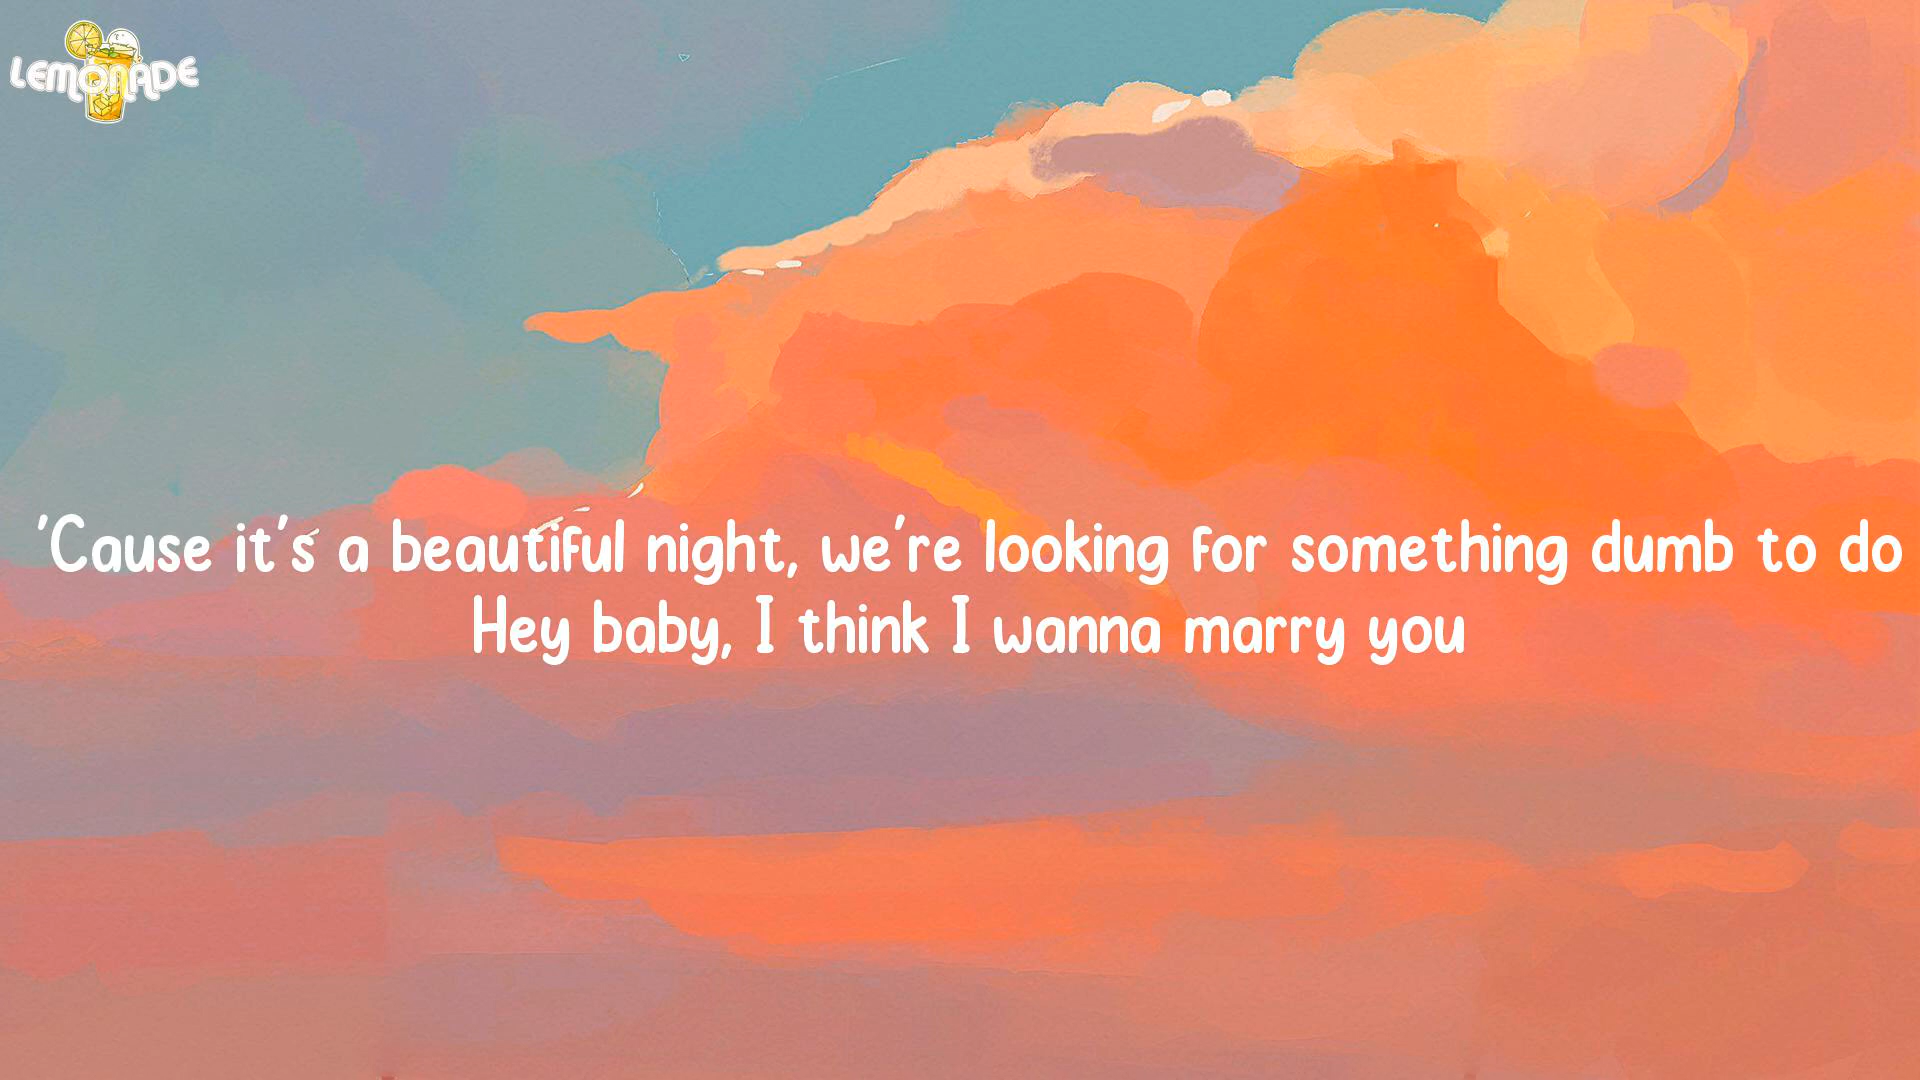 LEMONADE
'Cause it's a beautiful night, we're looking for something dumb to do
Hey baby, I think I wanna marry you